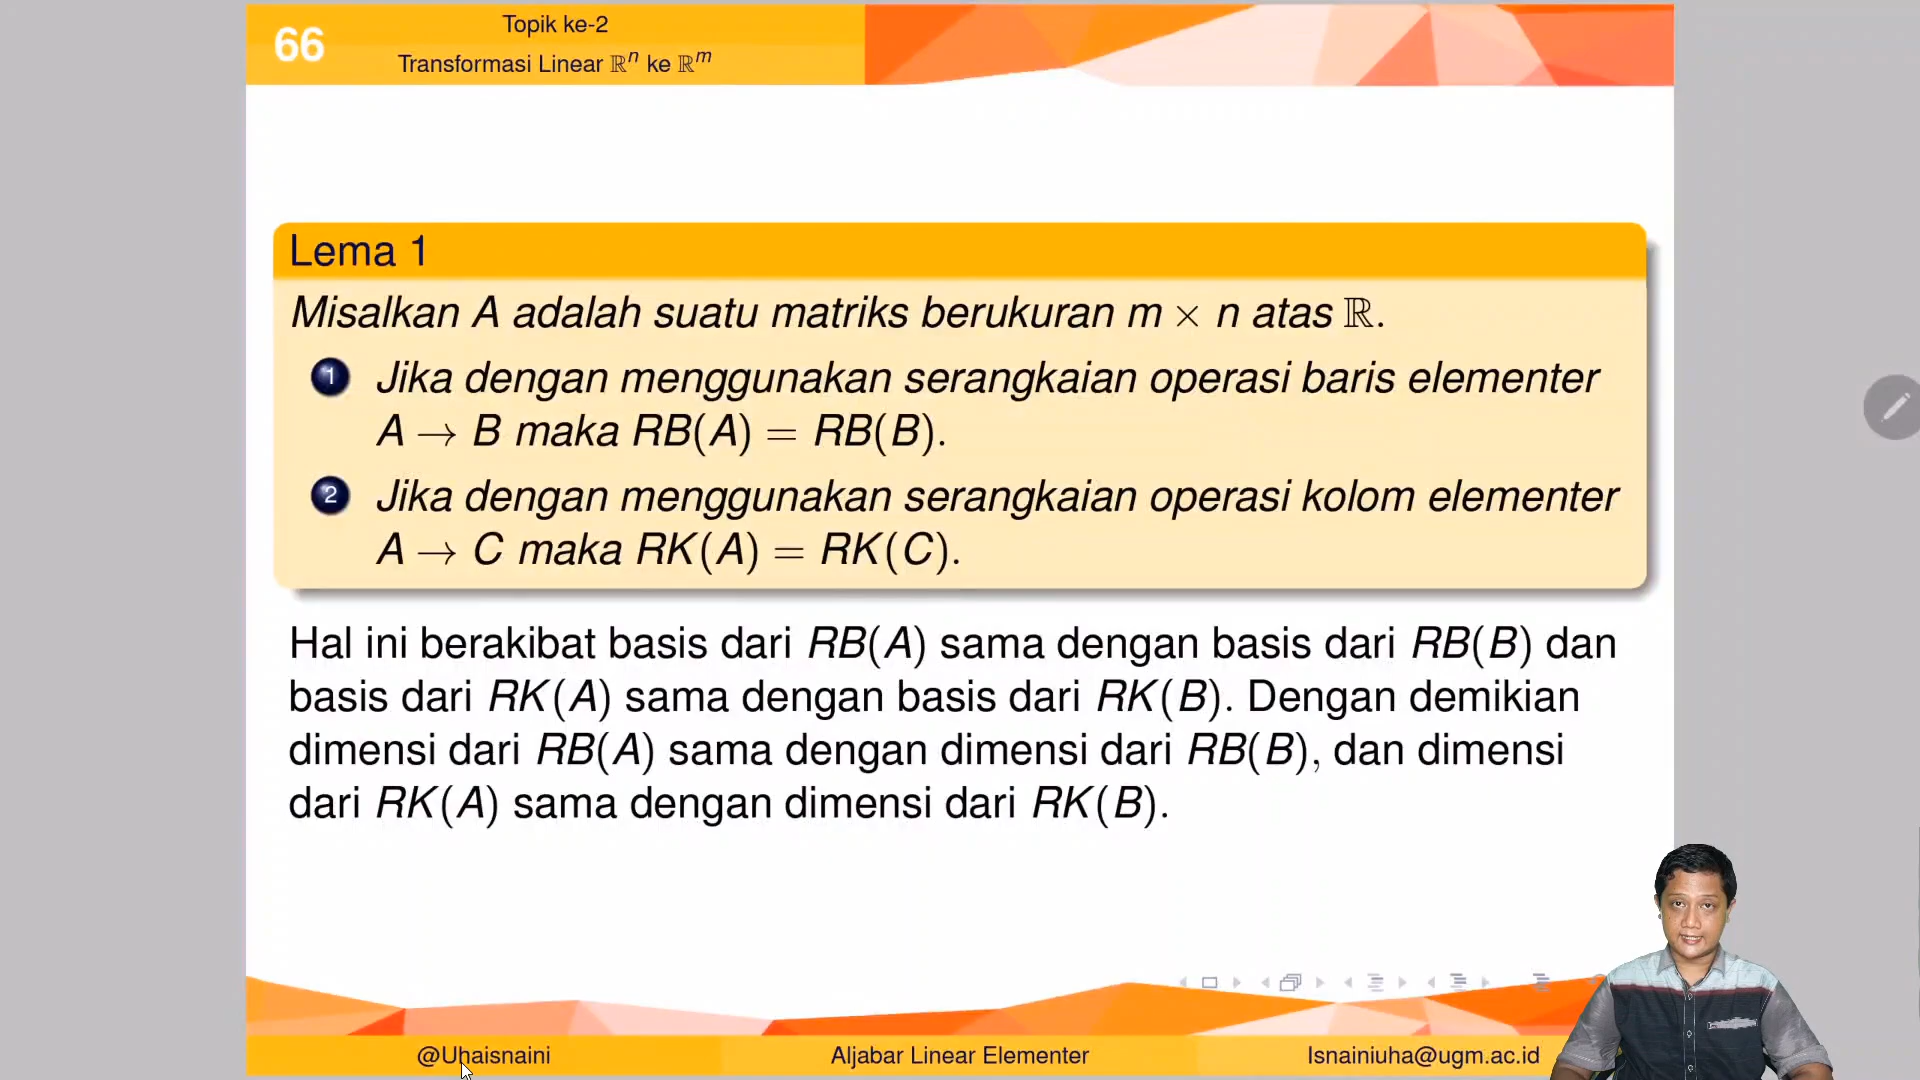 66
Topik ke-2
Transformasi Linear ℝⁿ ke ℝᵐ
Lema 1
Misalkan A adalah suatu matriks berukuran m × n atas ℝ.
1 Jika dengan menggunakan serangkaian operasi baris elementer
A → B maka RB(A) = RB(B).
2 Jika dengan menggunakan serangkaian operasi kolom elementer
A → C maka RK(A) = RK(C).
Hal ini berakibat basis dari RB(A) sama dengan basis dari RB(B) dan
basis dari RK(A) sama dengan basis dari RK(B). Dengan demikian
dimensi dari RB(A) sama dengan dimensi dari RB(B), dan dimensi
dari RK(A) sama dengan dimensi dari RK(B).
@Uhaisnaini
Aljabar Linear Elementer
Isnainiuha@ugm.ac.id